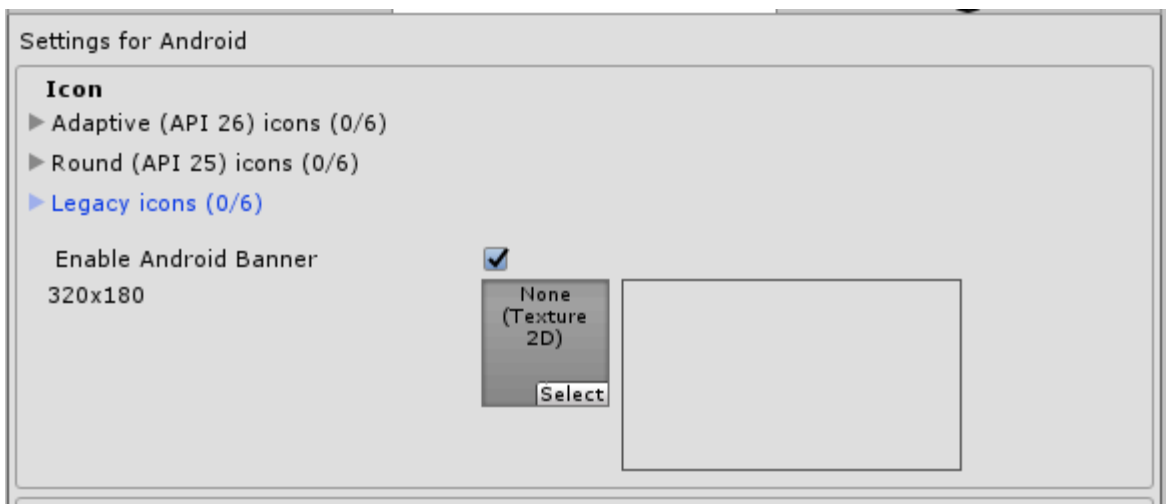 Settings for Android
Icon
Adaptive (API 26) icons (0/6)
Round (API 25) icons (0/6)
Legacy icons (0/6)
Enable Android Banner
320x180
None
(Texture
2D)
Select